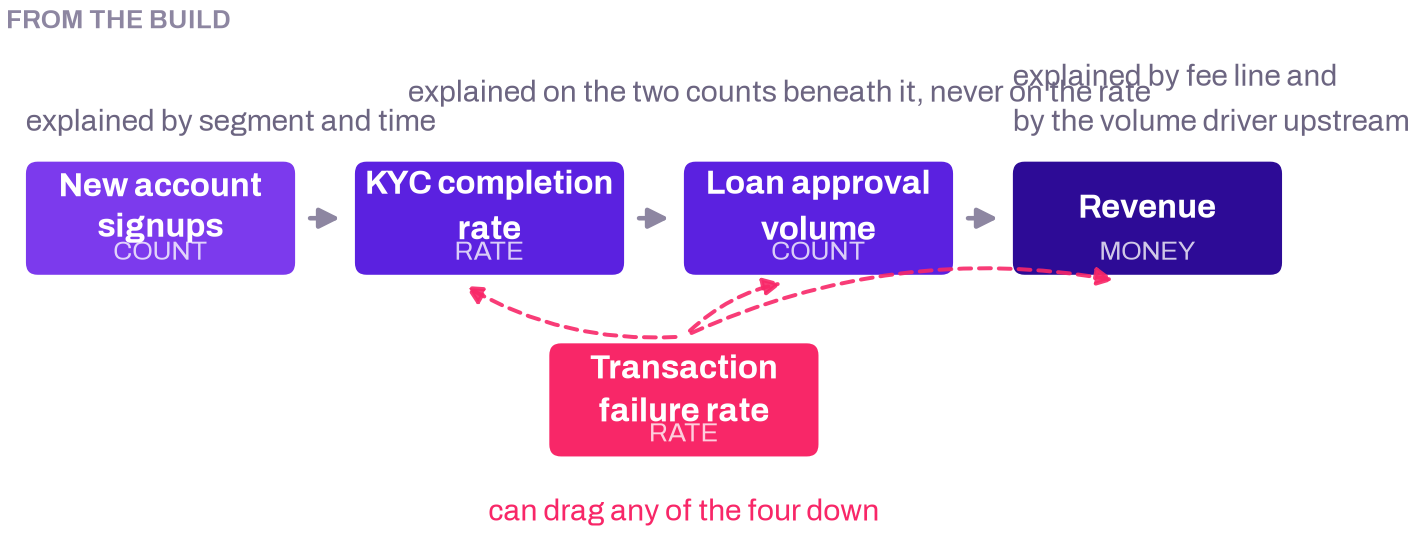 FROM THE BUILD
explained by segment and time
explained on the two counts beneath it, never on the rate
explained by fee line and
by the volume driver upstream
New account
signups
COUNT
KYC completion
rate
RATE
Loan approval
volume
COUNT
Revenue
MONEY
Transaction
failure rate
RATE
can drag any of the four down